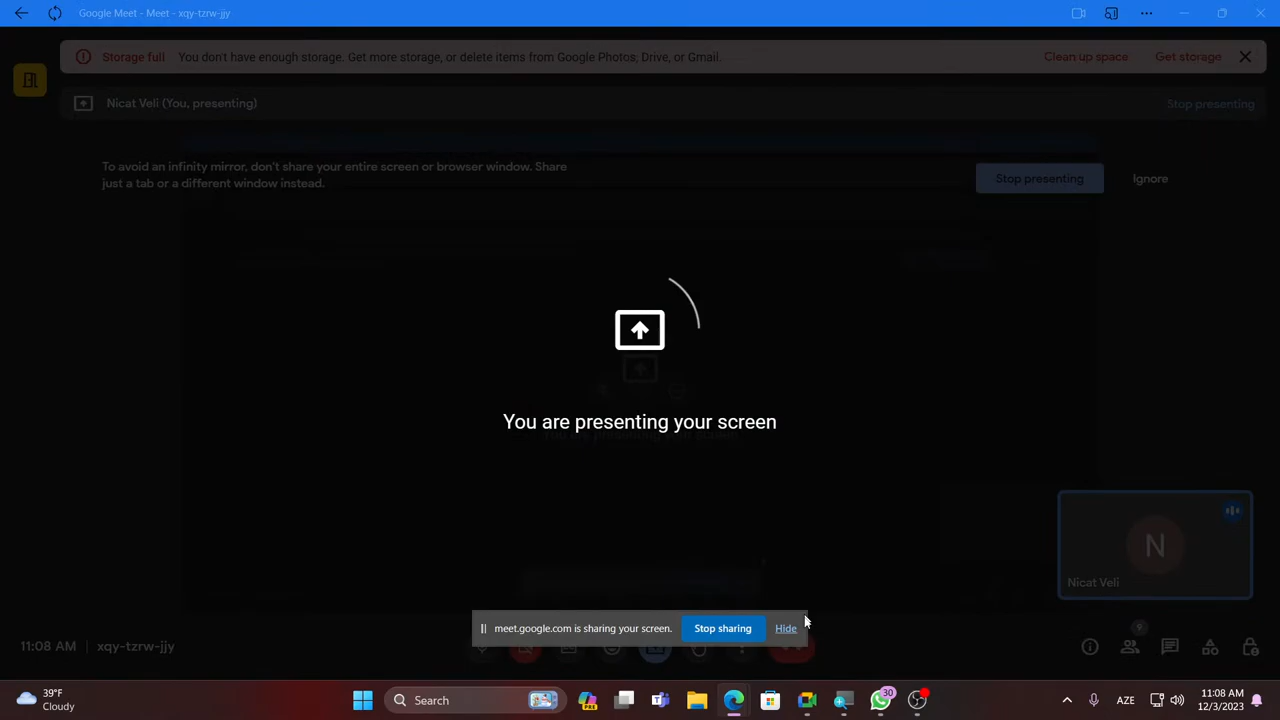 Google Meet - Meet - xqy-tzrw-jjy
Storage full You don't have enough storage. Get more storage, or delete items from Google Photos, Drive, or Gmail.
Clean up space Get storage
Nicat Veli (You, presenting)
Stop presenting
To avoid an infinity mirror, don't share your entire screen or browser window. Share
just a tab or a different window instead.
Stop presenting Ignore
You are presenting your screen
N
Nicat Veli
meet.google.com is sharing your screen. Stop sharing Hide
11:08 AM xqy-tzrw-jjy
9
39°F
Cloudy
Search
PRE
30
AZE
11:08 AM
12/3/2023